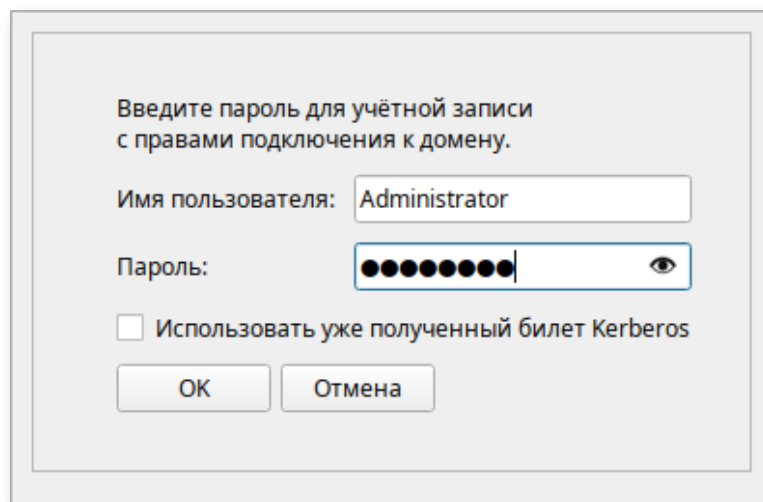 Введите пароль для учётной записи
с правами подключения к домену.
Имя пользователя: Administrator
Пароль: ●●●●●●●●
Использовать уже полученный билет Kerberos
OK Отмена